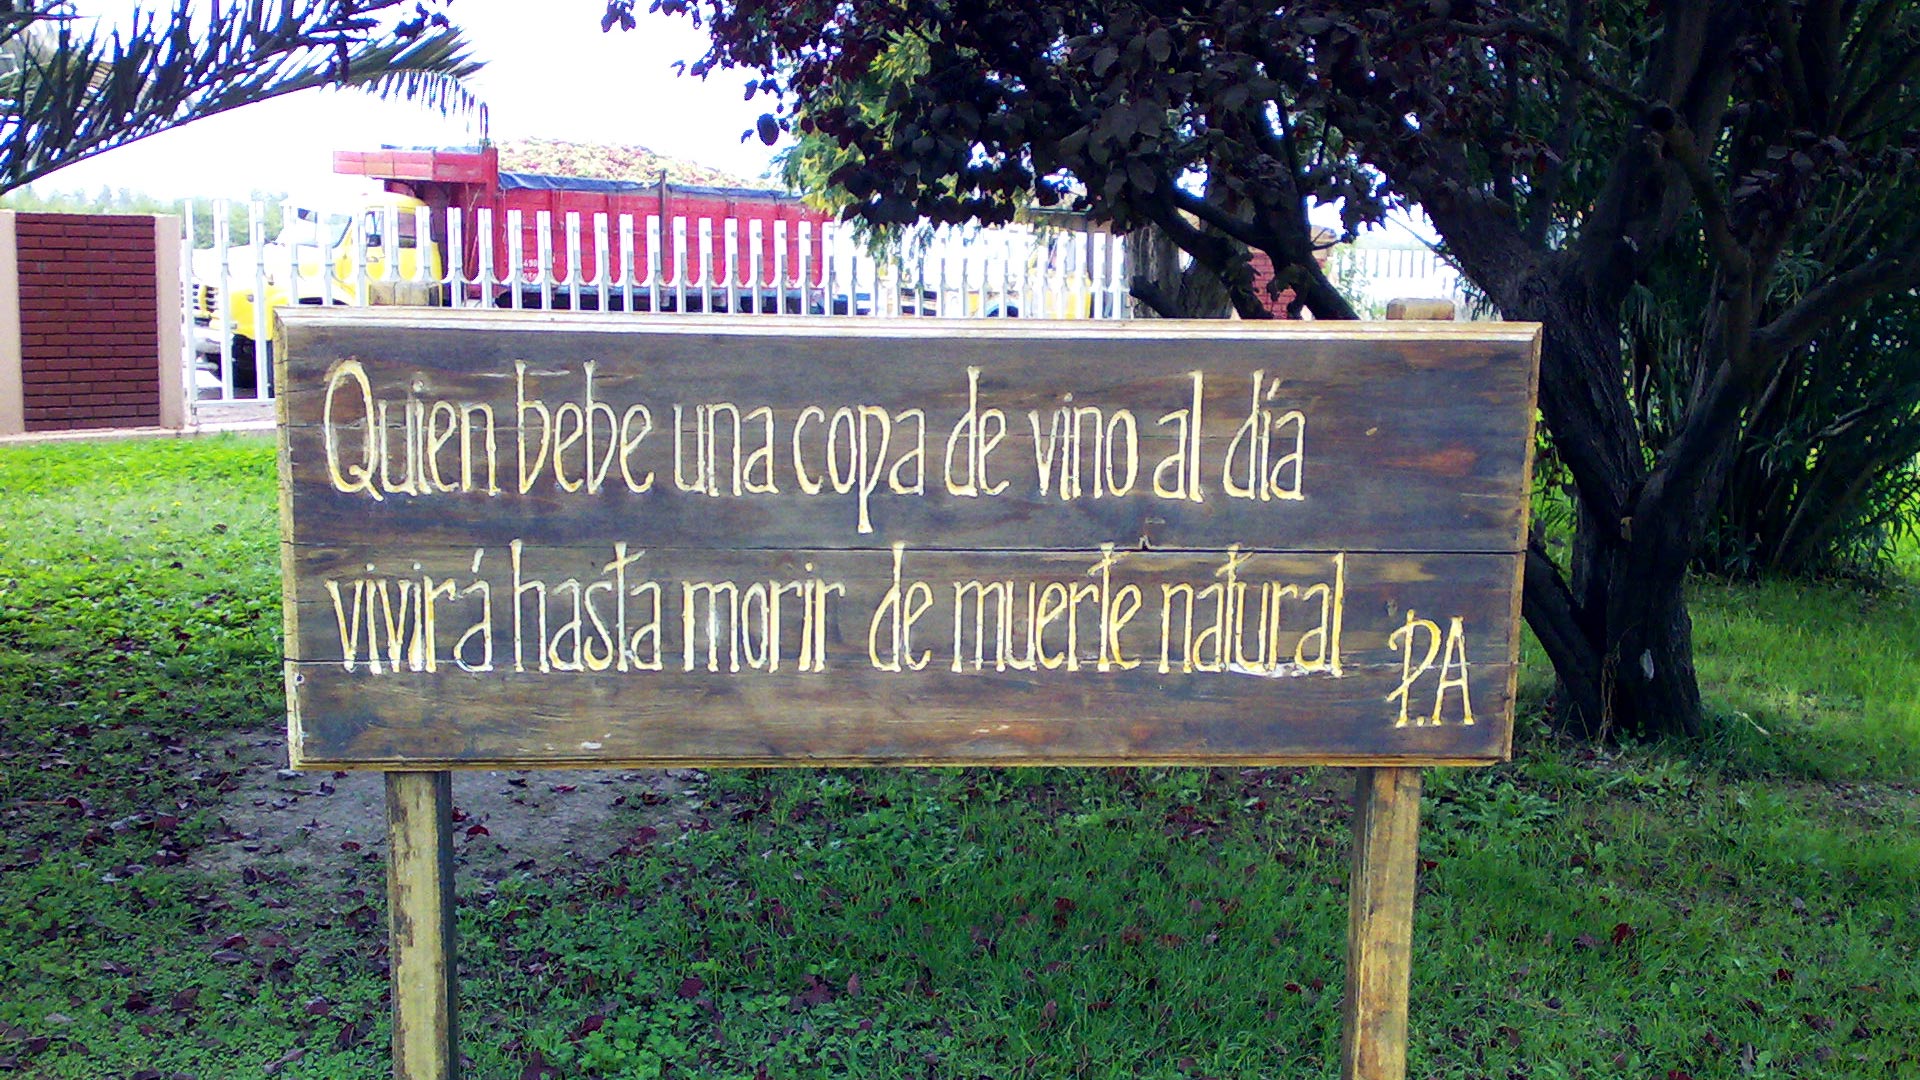 Quien bebe una copa de vino al día
vivirá hasta morir de muerte natural
P.A